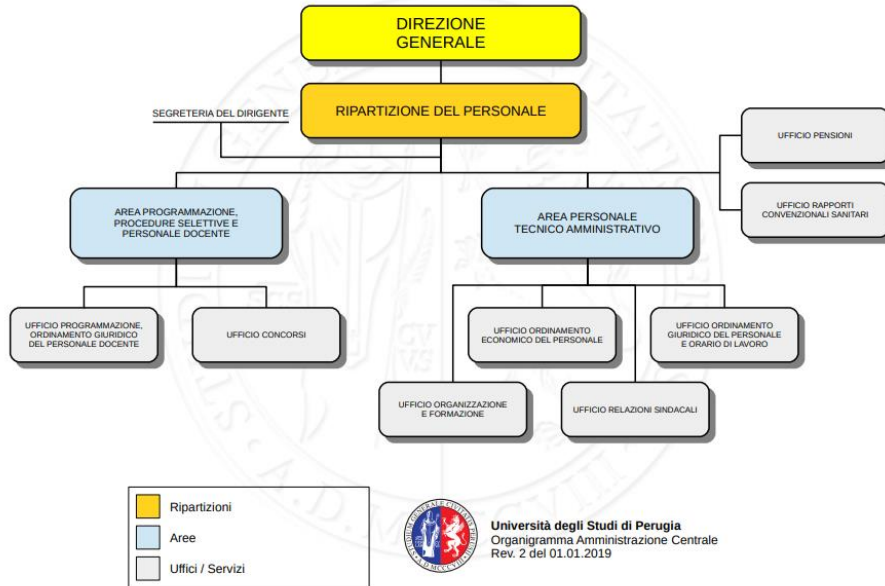 DIREZIONE
GENERALE
RIPARTIZIONE DEL PERSONALE
SEGRETERIA DEL DIRIGENTE
UFFICIO PENSIONI
UFFICIO RAPPORTI
CONVENZIONALI SANITARI
AREA PROGRAMMAZIONE,
PROCEDURE SELETTIVE E
PERSONALE DOCENTE
AREA PERSONALE
TECNICO AMMINISTRATIVO
UFFICIO PROGRAMMAZIONE,
ORDINAMENTO GIURIDICO
DEL PERSONALE DOCENTE
UFFICIO CONCORSI
UFFICIO ORDINAMENTO
ECONOMICO DEL PERSONALE
UFFICIO ORDINAMENTO
GIURIDICO DEL PERSONALE
E ORARIO DI LAVORO
UFFICIO ORGANIZZAZIONE
E FORMAZIONE
UFFICIO RELAZIONI SINDACALI
Ripartizioni
Aree
Uffici / Servizi
Università degli Studi di Perugia
Organigramma Amministrazione Centrale
Rev. 2 del 01.01.2019